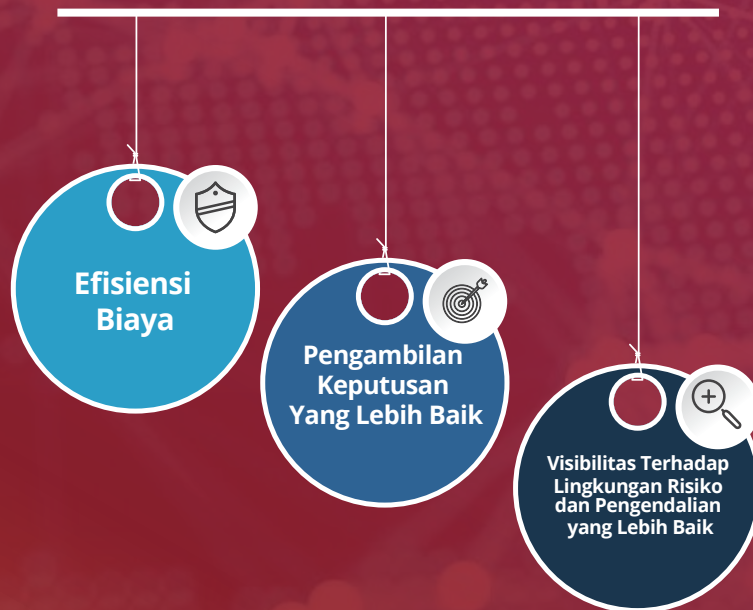 Efisiensi
Biaya
Pengambilan
Keputusan
Yang Lebih Baik
Visibilitas Terhadap
Lingkungan Risiko
dan Pengendalian
yang Lebih Baik